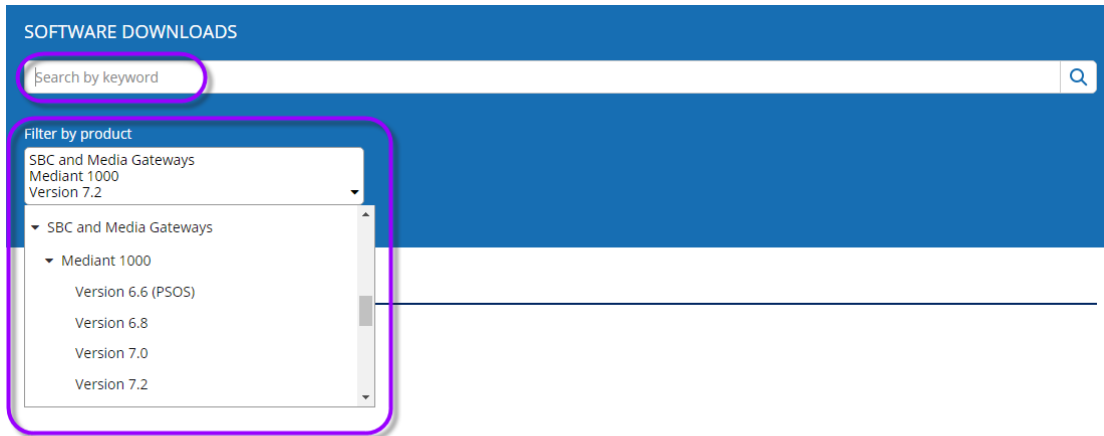 SOFTWARE DOWNLOADS
Search by keyword
Filter by product
SBC and Media Gateways
Mediant 1000
Version 7.2
SBC and Media Gateways
Mediant 1000
Version 6.6 (PSOS)
Version 6.8
Version 7.0
Version 7.2